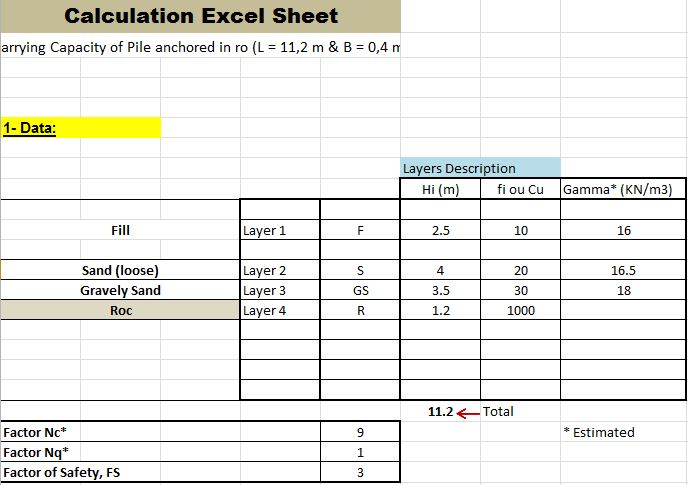 Calculation Excel Sheet
arrying Capacity of Pile anchored in ro (L = 11,2 m & B = 0,4 m
1- Data:
Layers Description
Hi (m) fi ou Cu Gamma* (KN/m3)
Fill Layer 1 F 2.5 10 16
Sand (loose) Layer 2 S 4 20 16.5
Gravely Sand Layer 3 GS 3.5 30 18
Roc Layer 4 R 1.2 1000
11.2 Total
Factor Nc* 9 * Estimated
Factor Nq* 1
Factor of Safety, FS 3